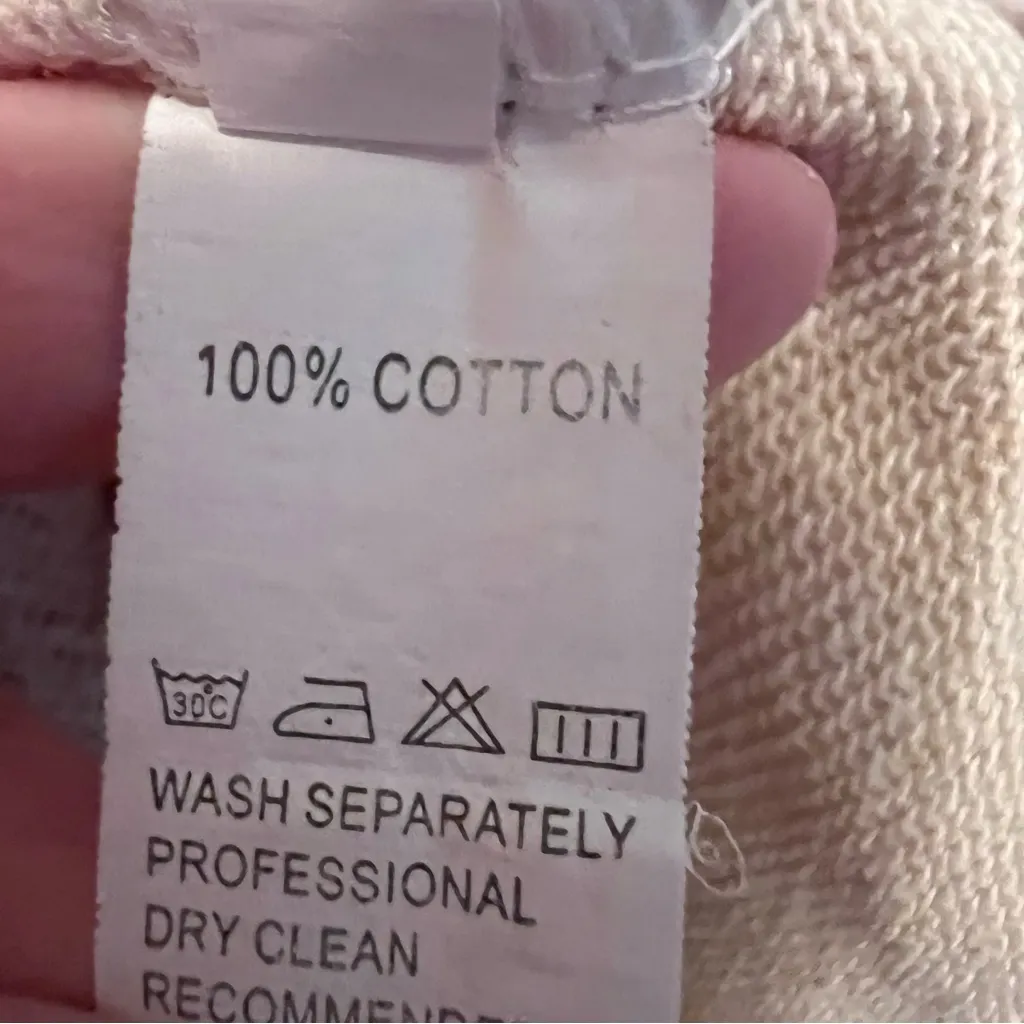 100% COTTON
30°C
WASH SEPARATELY
PROFESSIONAL
DRY CLEAN